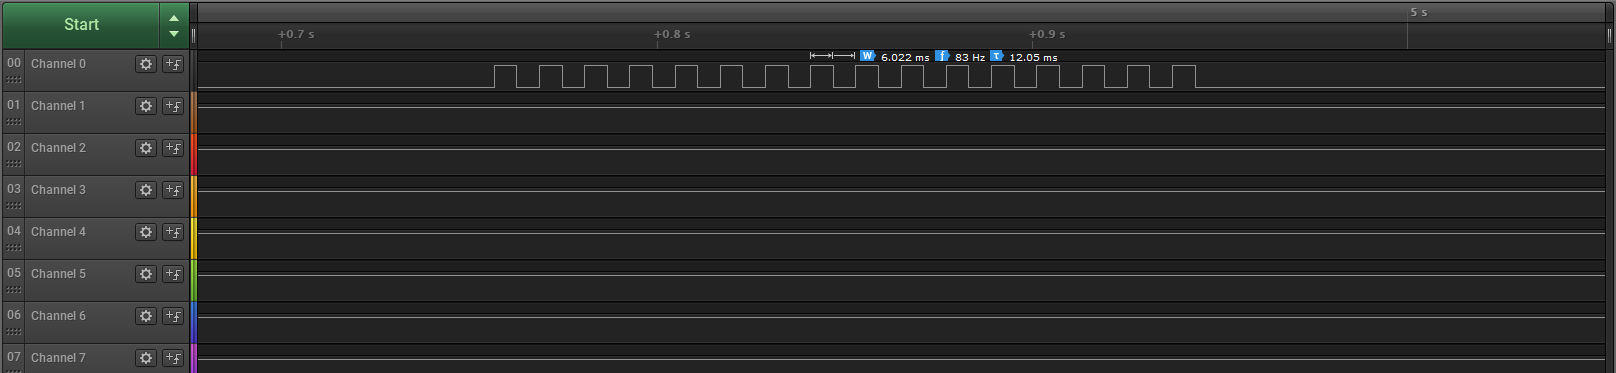 Start
5 s
+0.7 s +0.8 s +0.9 s
W 6.022 ms f 83 Hz τ 12.05 ms
00 Channel 0
01 Channel 1
02 Channel 2
03 Channel 3
04 Channel 4
05 Channel 5
06 Channel 6
07 Channel 7